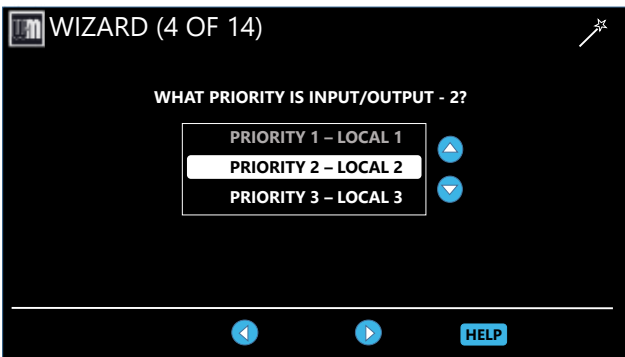 WIZARD (4 OF 14)
WHAT PRIORITY IS INPUT/OUTPUT - 2?
PRIORITY 1 – LOCAL 1
PRIORITY 2 – LOCAL 2
PRIORITY 3 – LOCAL 3
HELP